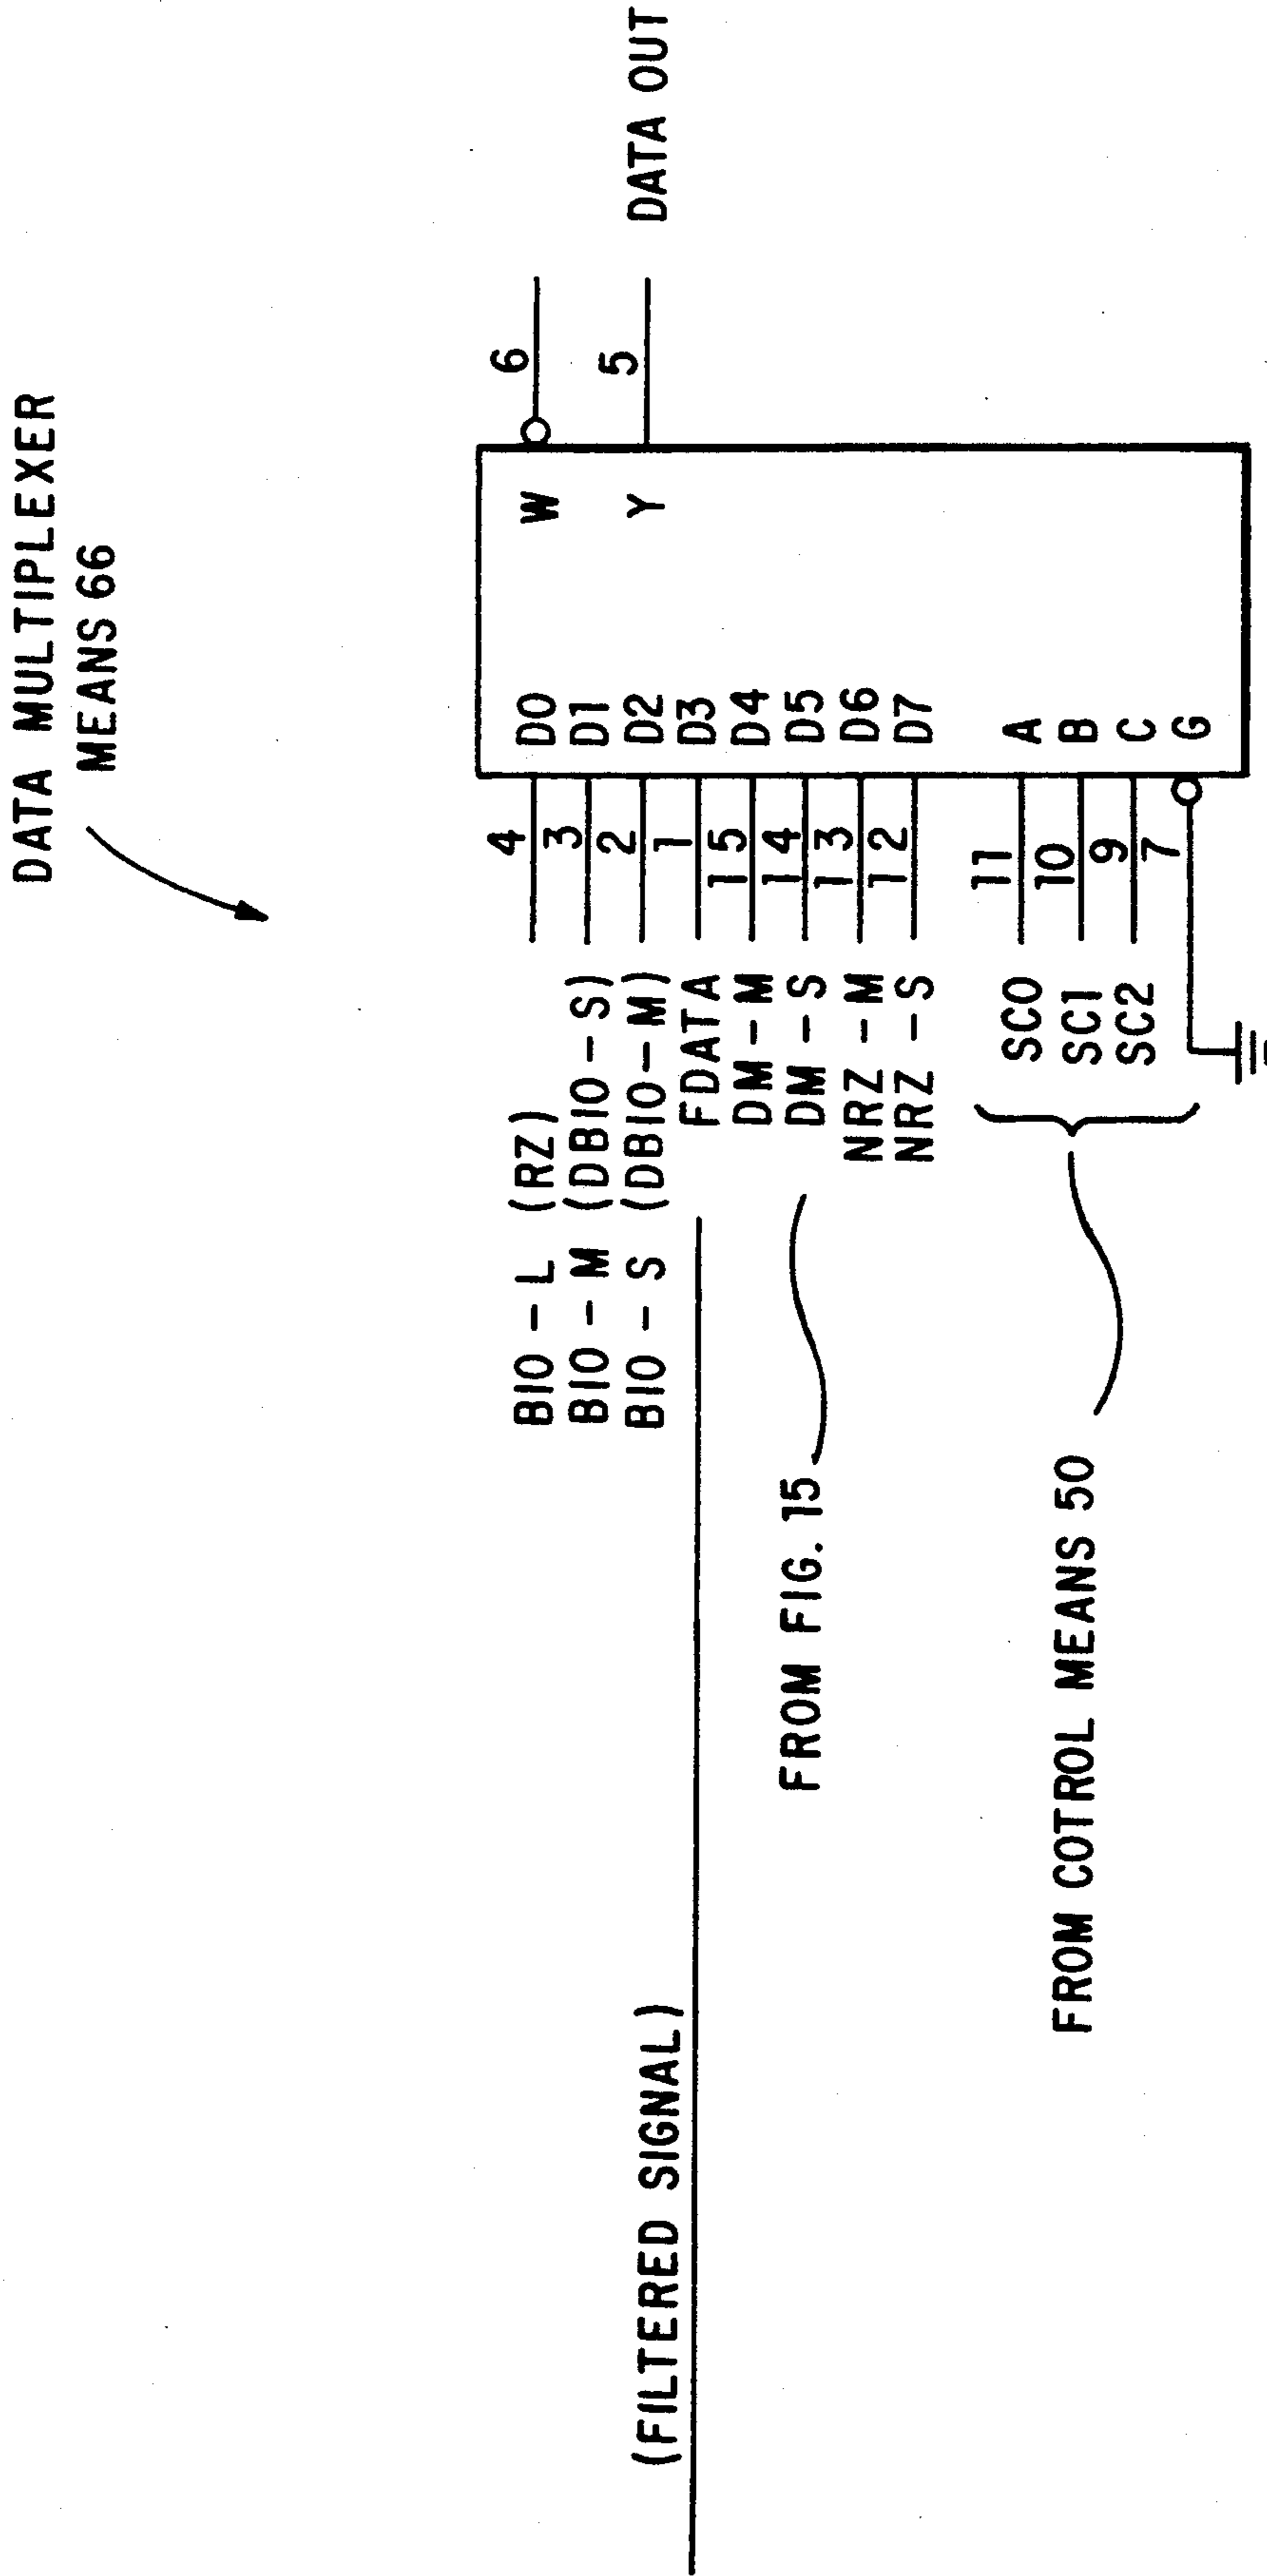 DATA MULTIPLEXER
MEANS 66
BIO - L (RZ) 4 D0 W 6
BIO - M (DBIO - S) 3 D1
BIO - S (DBIO - M) 2 D2 Y 5 DATA OUT
(FILTERED SIGNAL) FDATA 1 D3
DM - M 15 D4
FROM FIG. 15 DM - S 14 D5
NRZ - M 13 D6
NRZ - S 12 D7
SC0 11 A
FROM COTROL MEANS 50 SC1 10 B
SC2 9 C
7 G